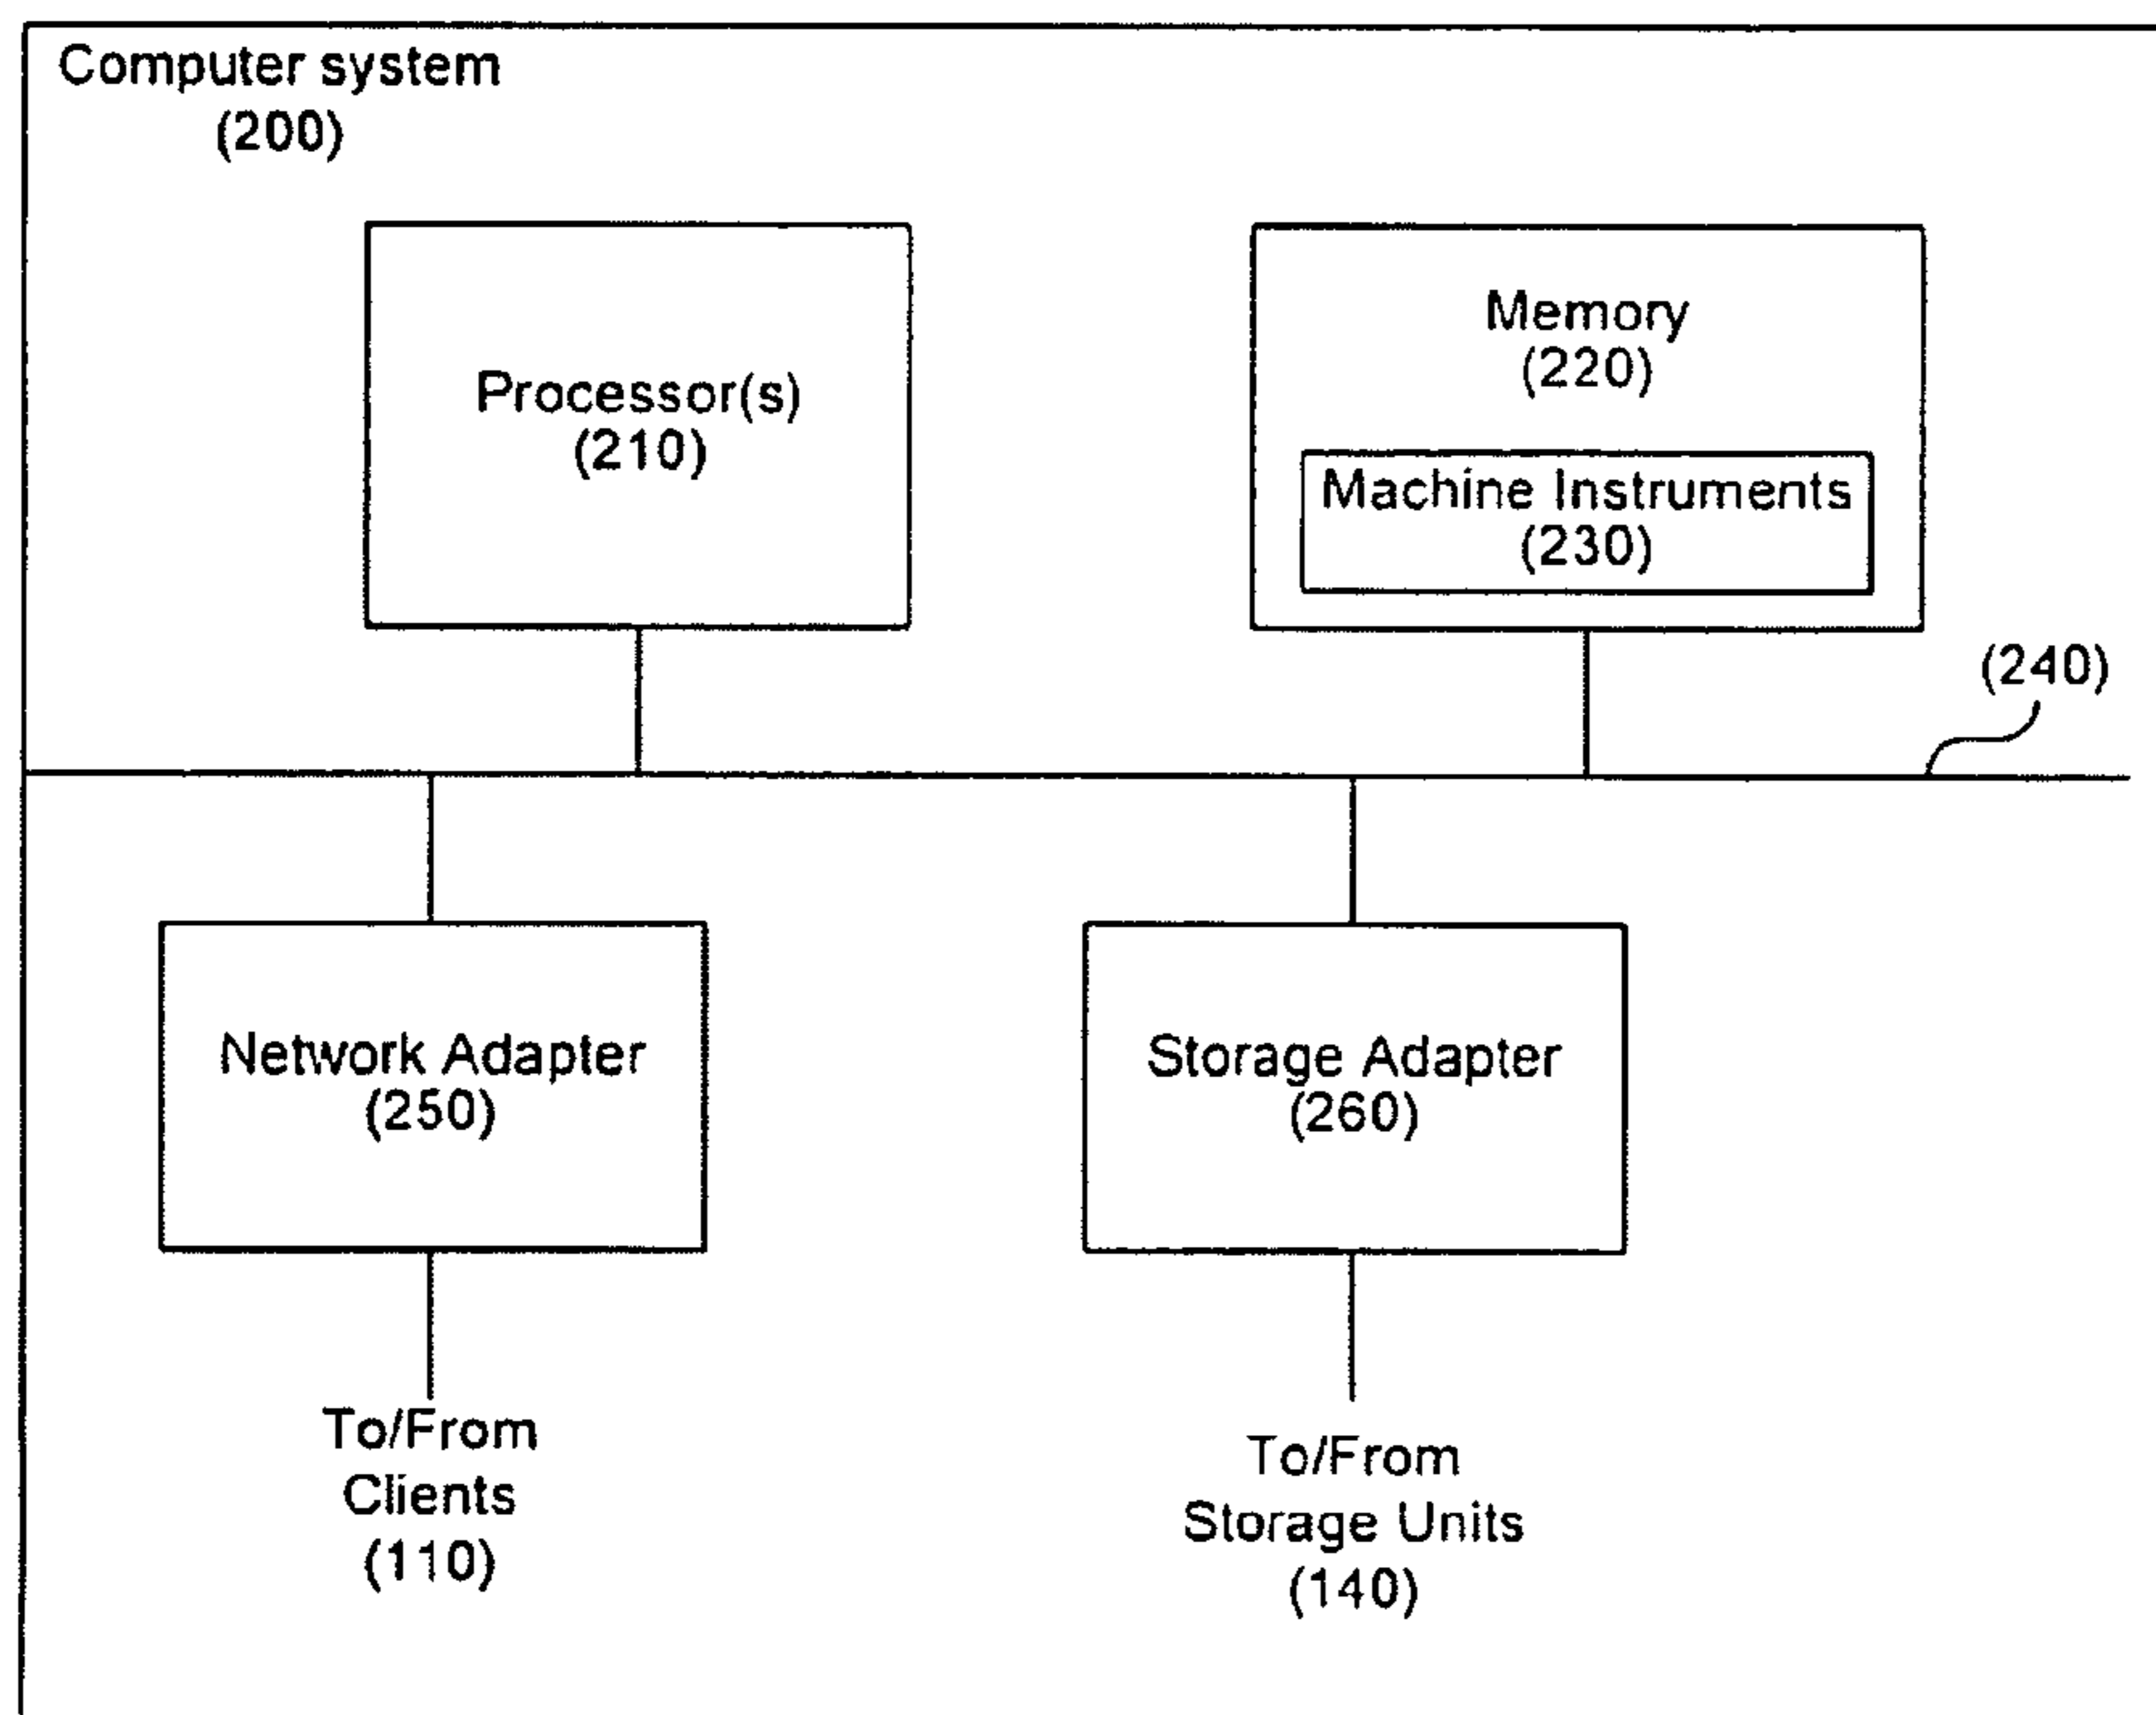 Computer system
(200)
Processor(s)
(210)
Memory
(220)
Machine Instruments
(230)
(240)
Network Adapter
(250)
Storage Adapter
(260)
To/From
Clients
(110)
To/From
Storage Units
(140)